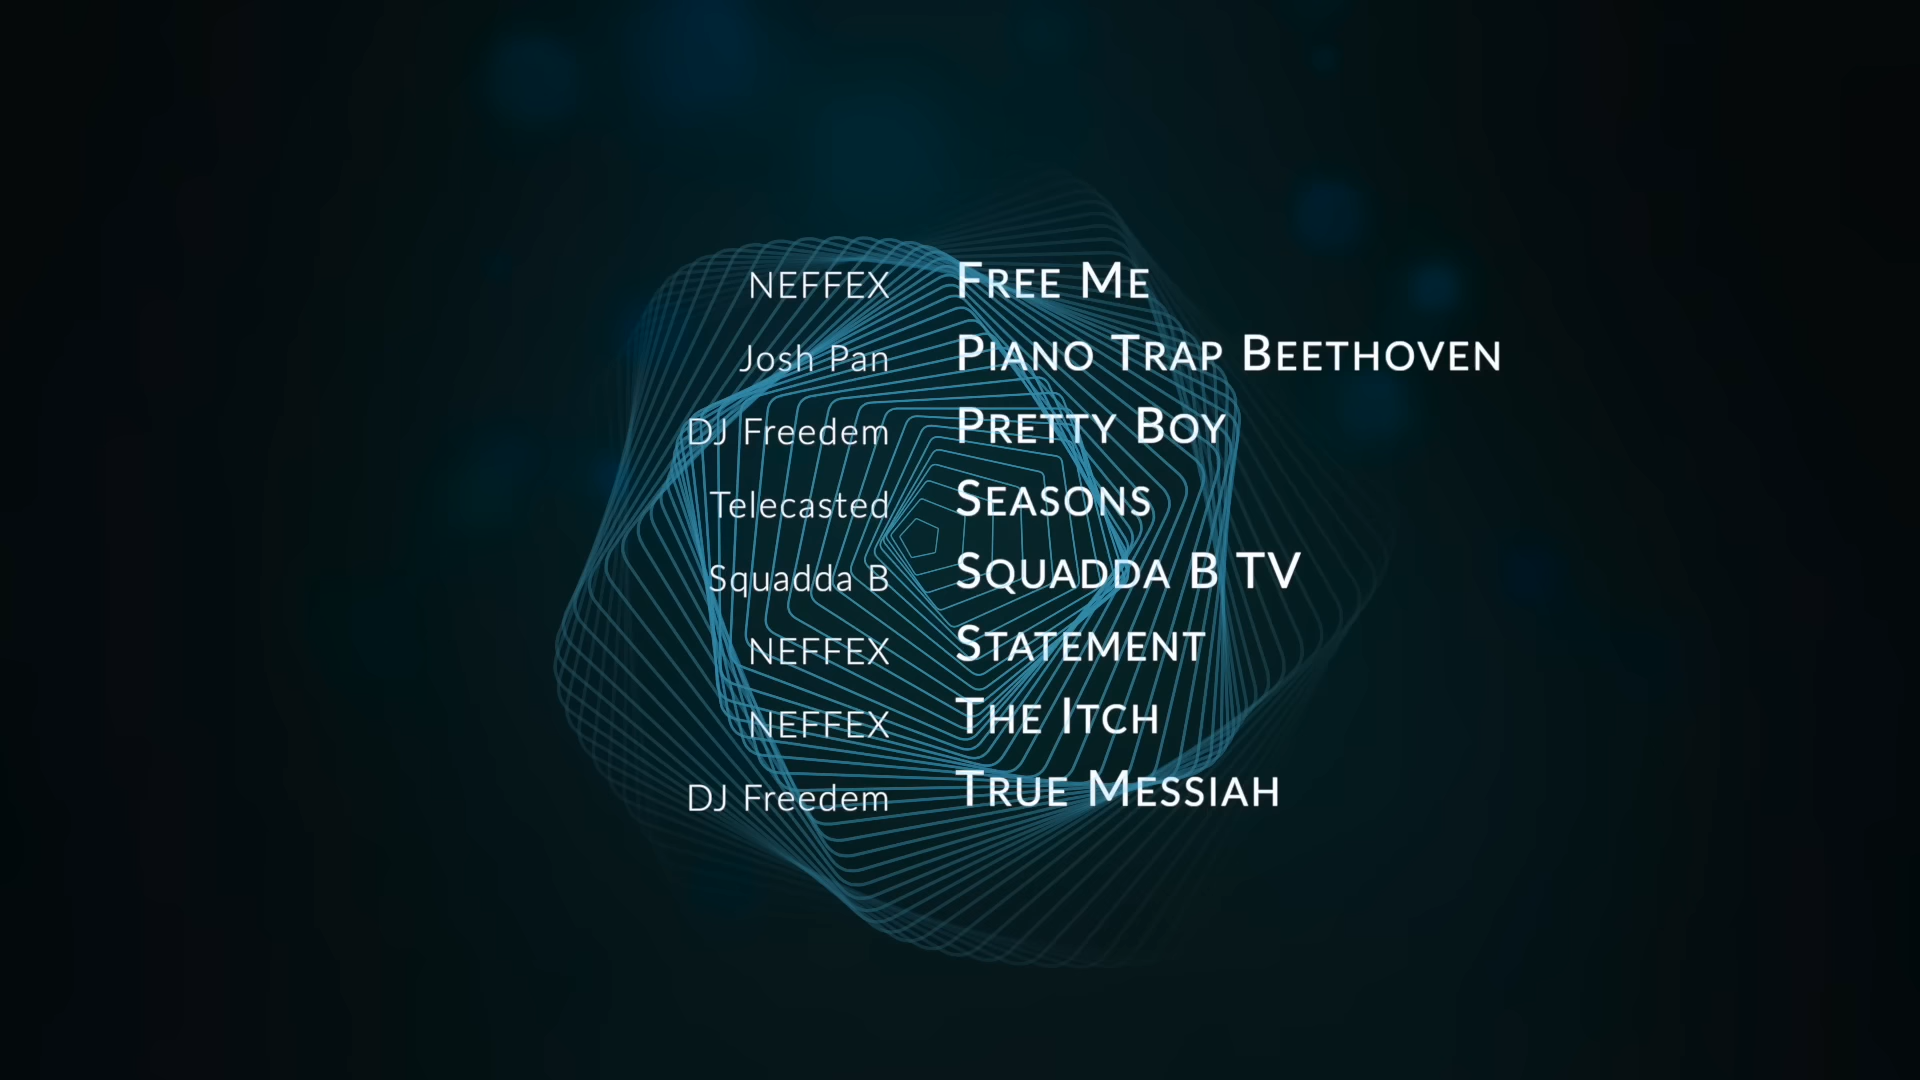 NEFFEX Free Me
Josh Pan Piano Trap Beethoven
DJ Freedem Pretty Boy
Telecasted Seasons
Squadda B Squadda B TV
NEFFEX Statement
NEFFEX The Itch
DJ Freedem True Messiah